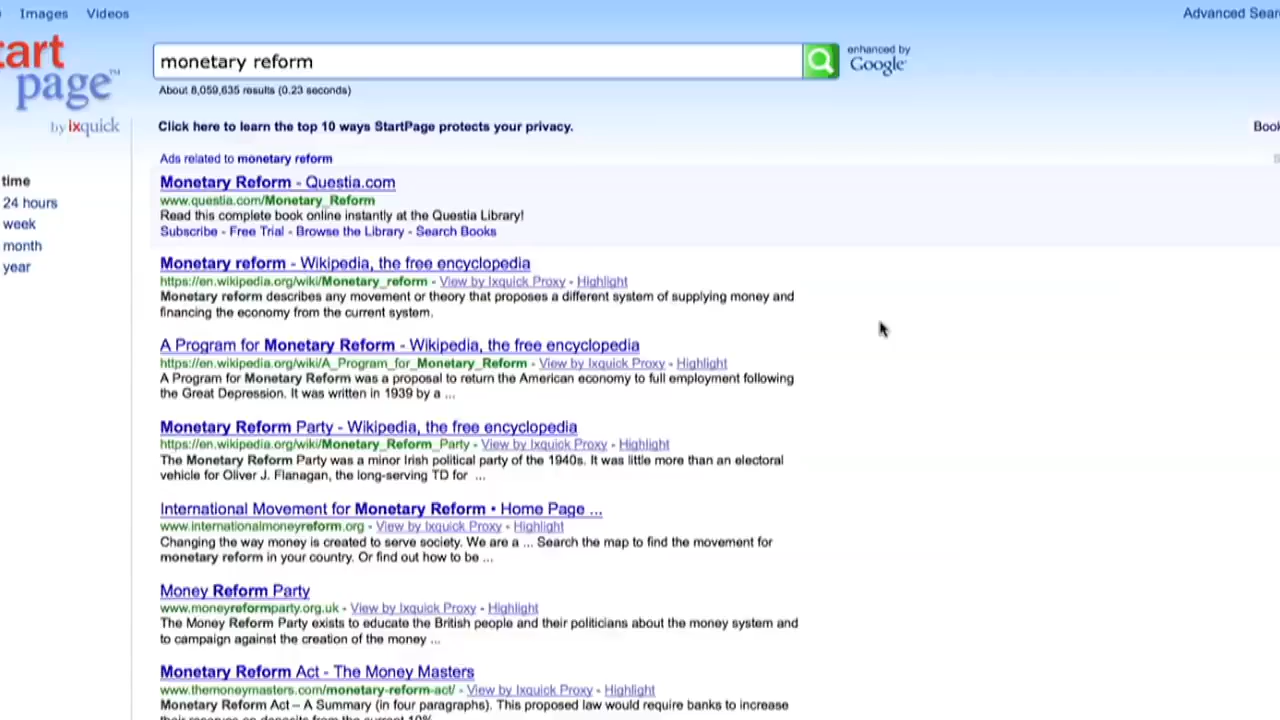 Images Videos Advanced Sear
art
page™
by ixquick
monetary reform
enhanced by
Google
About 8,059,635 results (0.23 seconds)
Click here to learn the top 10 ways StartPage protects your privacy.
Ads related to monetary reform
time
24 hours
week
month
year
Monetary Reform - Questia.com
www.questia.com/Monetary_Reform
Read this complete book online instantly at the Questia Library!
Subscribe - Free Trial - Browse the Library - Search Books
Monetary reform - Wikipedia, the free encyclopedia
https://en.wikipedia.org/wiki/Monetary_reform - View by Ixquick Proxy - Highlight
Monetary reform describes any movement or theory that proposes a different system of supplying money and
financing the economy from the current system.
A Program for Monetary Reform - Wikipedia, the free encyclopedia
https://en.wikipedia.org/wiki/A_Program_for_Monetary_Reform - View by Ixquick Proxy - Highlight
A Program for Monetary Reform was a proposal to return the American economy to full employment following
the Great Depression. It was written in 1939 by a ...
Monetary Reform Party - Wikipedia, the free encyclopedia
https://en.wikipedia.org/wiki/Monetary_Reform_Party - View by Ixquick Proxy - Highlight
The Monetary Reform Party was a minor Irish political party of the 1940s. It was little more than an electoral
vehicle for Oliver J. Flanagan, the long-serving TD for ...
International Movement for Monetary Reform • Home Page ...
www.internationalmoneyreform.org - View by Ixquick Proxy - Highlight
Changing the way money is created to serve society. We are a ... Search the map to find the movement for
monetary reform in your country. Or find out how to be ...
Money Reform Party
www.moneyreformparty.org.uk - View by Ixquick Proxy - Highlight
The Money Reform Party exists to educate the British people and their politicians about the money system and
to campaign against the creation of the money ...
Monetary Reform Act - The Money Masters
www.themoneymasters.com/monetary-reform-act/ - View by Ixquick Proxy - Highlight
Monetary Reform Act – A Summary (in four paragraphs). This proposed law would require banks to increase
their reserves on deposits from the current 10%